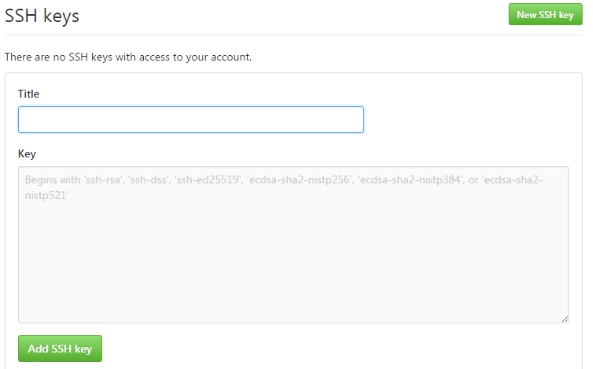 SSH keys
New SSH key
There are no SSH keys with access to your account.
Title
Key
Begins with 'ssh-rsa', 'ssh-dss', 'ssh-ed25519', 'ecdsa-sha2-nistp256', 'ecdsa-sha2-nistp384', or 'ecdsa-sha2-
nistp521'
Add SSH key